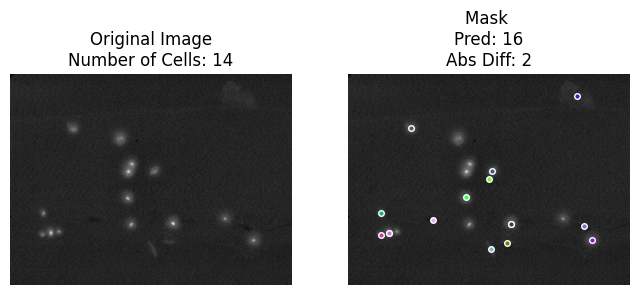 Original Image
Number of Cells: 14
Mask
Pred: 16
Abs Diff: 2